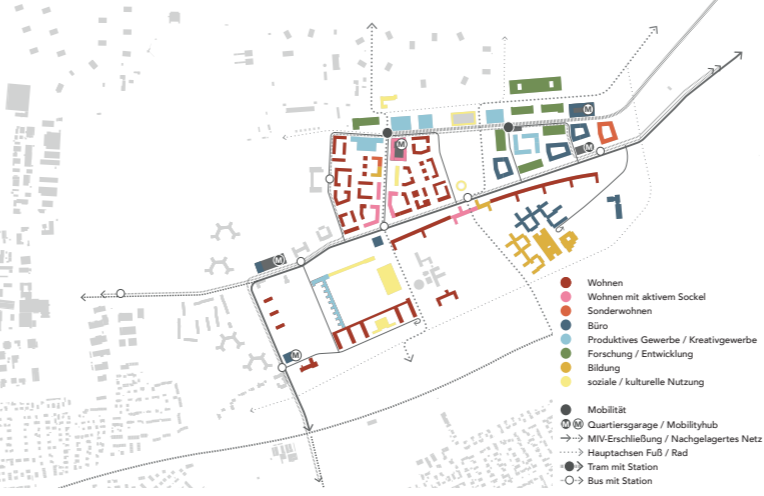 M
M
M
M
M
Wohnen
Wohnen mit aktivem Sockel
Sonderwohnen
Büro
Produktives Gewerbe / Kreativgewerbe
Forschung / Entwicklung
Bildung
soziale / kulturelle Nutzung
Mobilität
M M Quartiersgarage / Mobilityhub
MIV-Erschließung / Nachgelagertes Netz
Hauptachsen Fuß / Rad
Tram mit Station
Bus mit Station